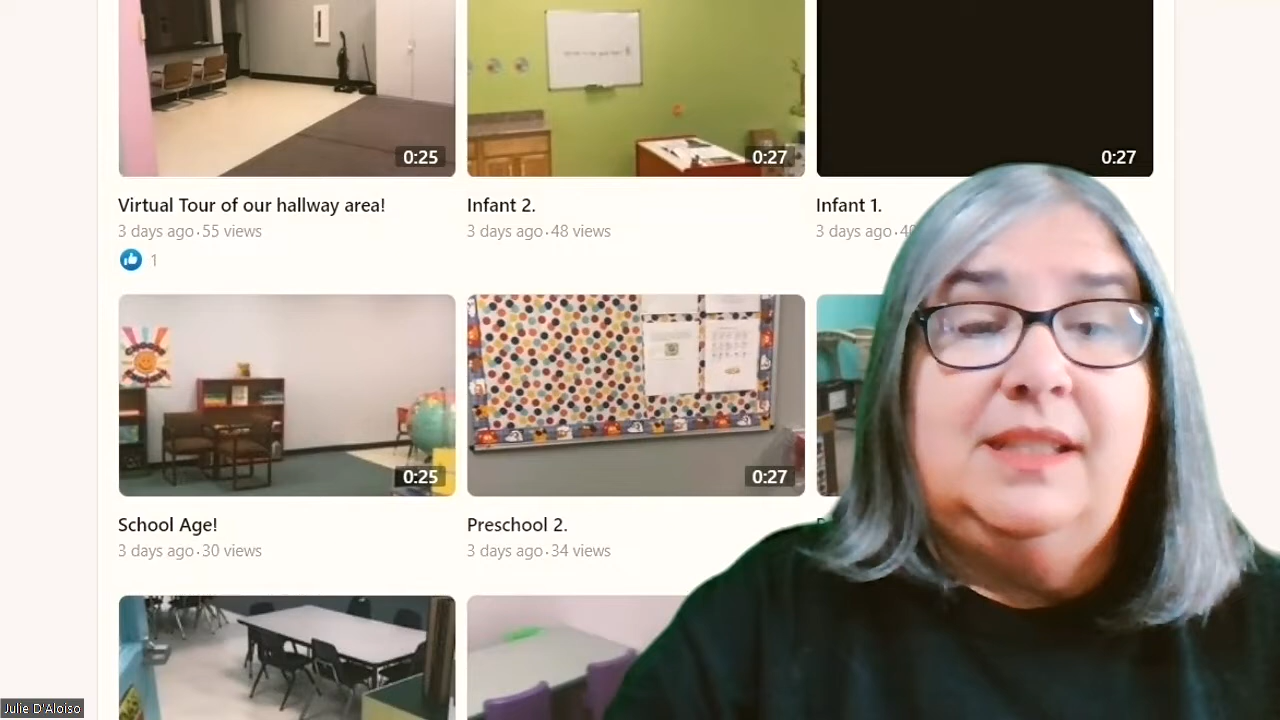 0:25
0:27
0:27
Virtual Tour of our hallway area!
Infant 2.
Infant 1.
3 days ago·55 views
3 days ago·48 views
3 days ago
1
0:25
0:27
School Age!
Preschool 2.
3 days ago·30 views
3 days ago·34 views
Julie D'Aloiso